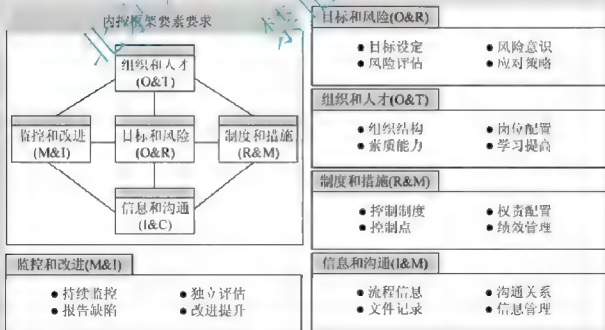 内控框架要素要求
组织和人才
(O&T)
监控和改进
(M&I)
目标和风险
(O&R)
制度和措施
(R&M)
信息和沟通
(I&C)
监控和改进(M&I)
● 持续监控 ● 独立评估
● 报告缺陷 ● 改进提升
目标和风险(O&R)
● 目标设定 ● 风险意识
● 风险评估 ● 应对策略
组织和人才(O&T)
● 组织结构 ● 岗位配置
● 素质能力 ● 学习提高
制度和措施(R&M)
● 控制制度 ● 权责配置
● 控制点 ● 绩效管理
信息和沟通(I&M)
● 流程信息 ● 沟通关系
● 文件记录 ● 信息管理